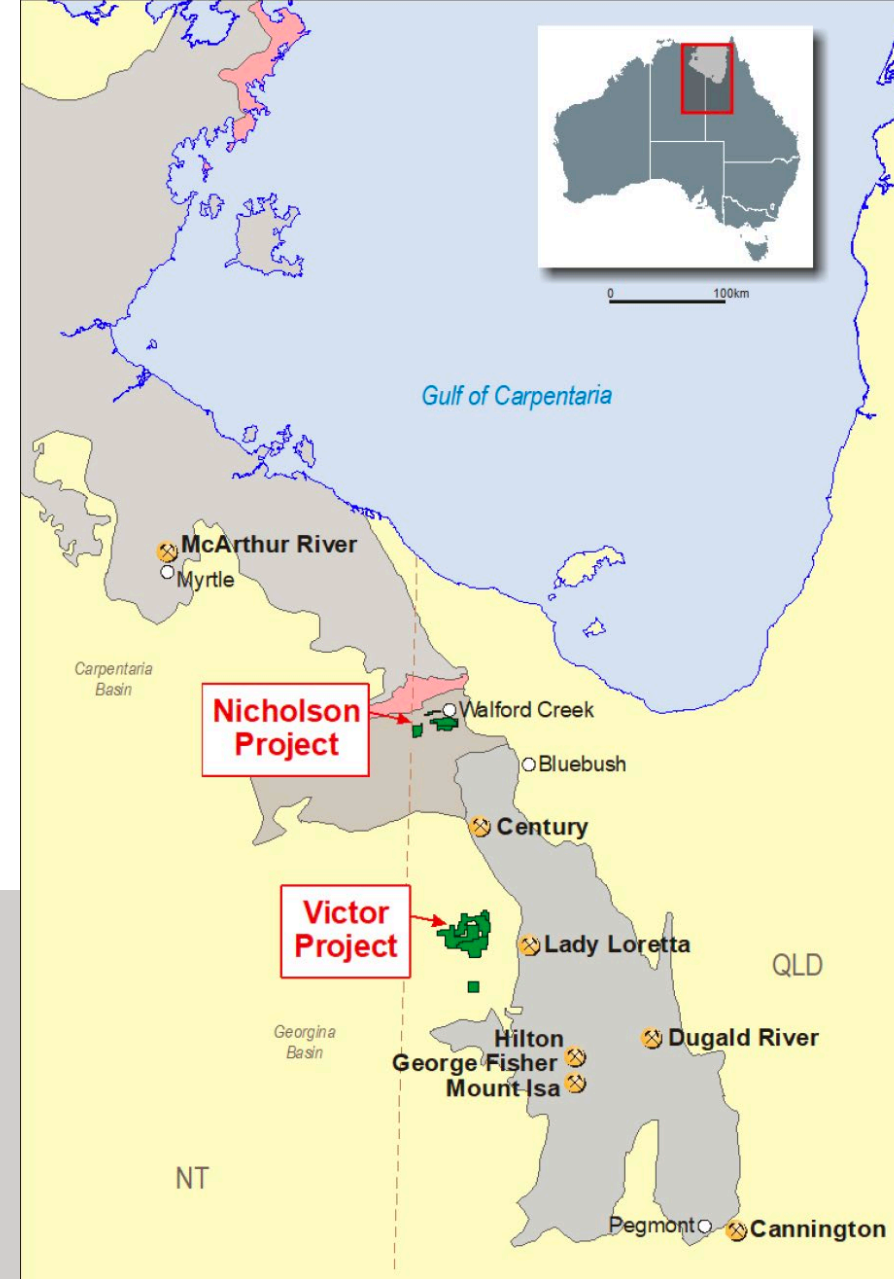 0 100km
Gulf of Carpentaria
McArthur River
Myrtle
Carpentaria
Basin
Nicholson
Project
Walford Creek
Bluebush
Century
Victor
Project
Lady Loretta
QLD
Georgina
Basin
Hilton
George Fisher
Mount Isa
Dugald River
NT
Pegmont
Cannington